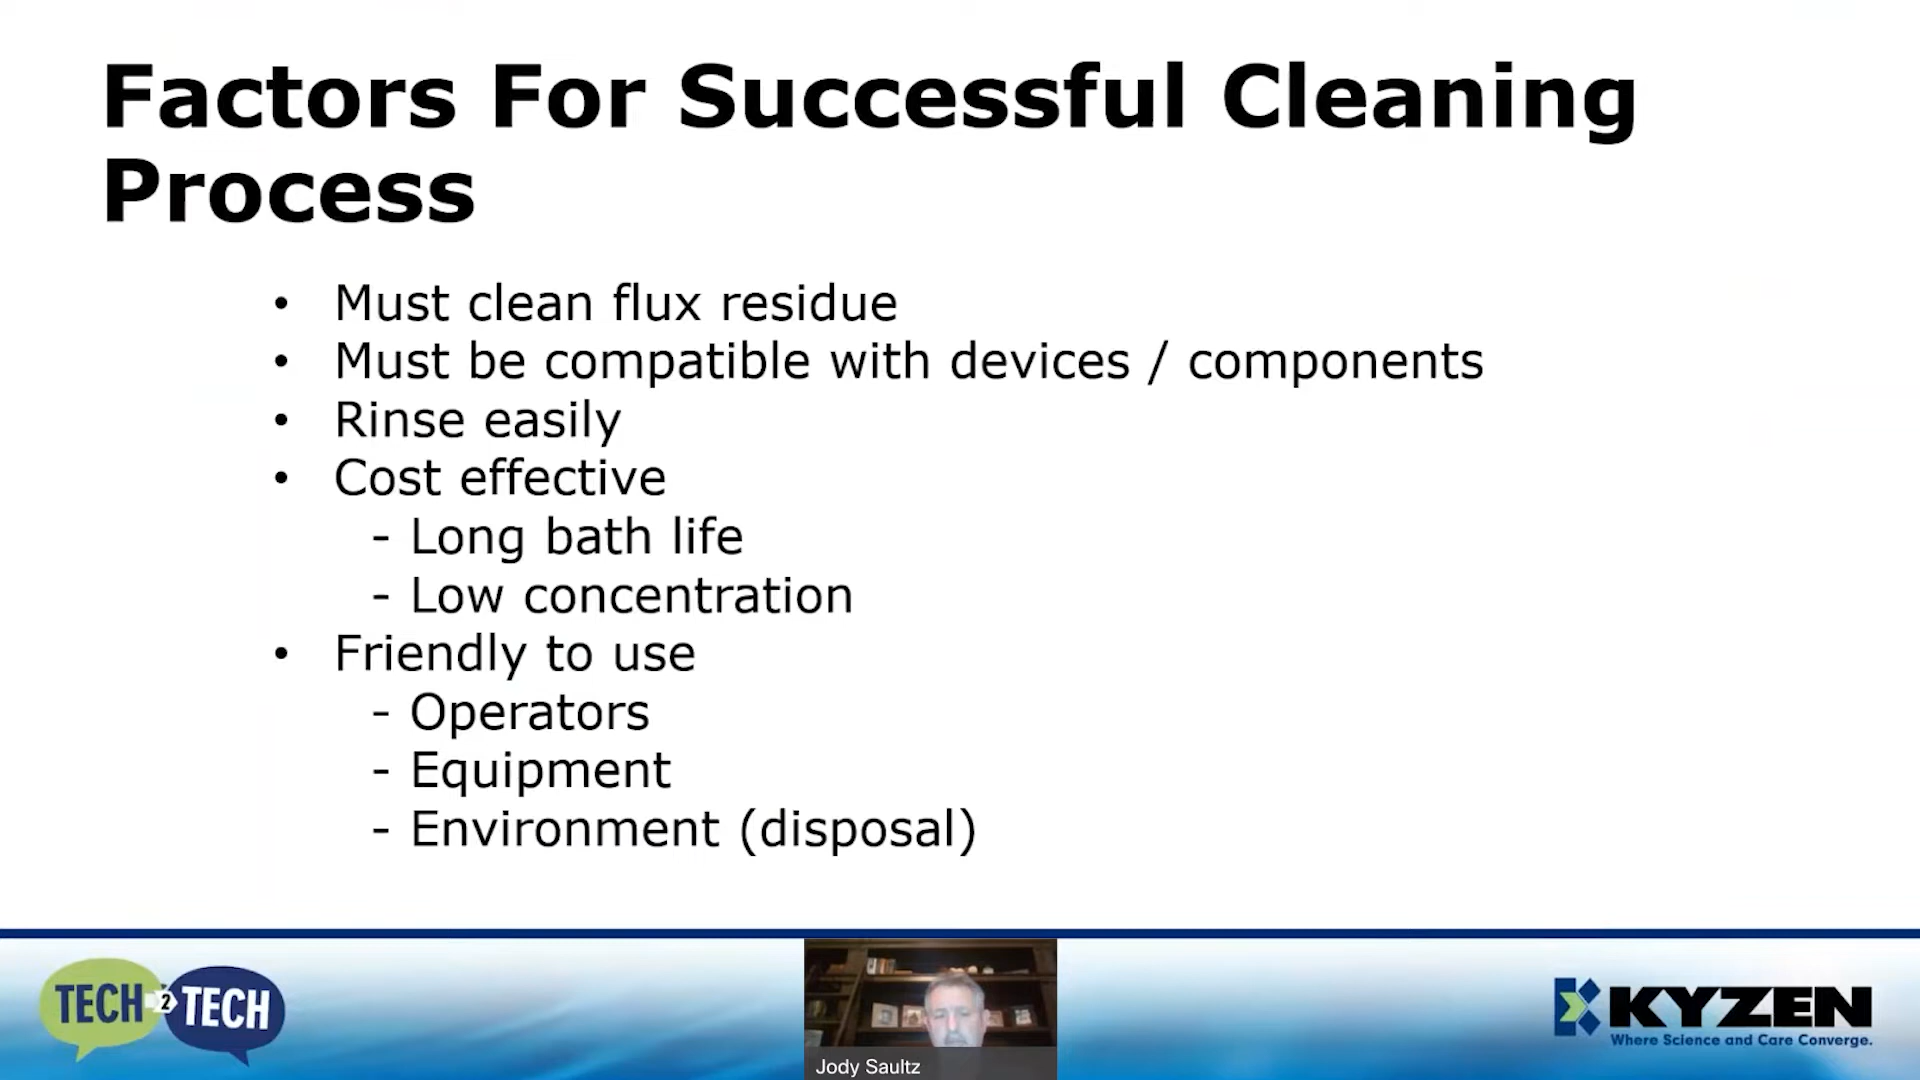 Factors For Successful Cleaning
Process
• Must clean flux residue
• Must be compatible with devices / components
• Rinse easily
• Cost effective
- Long bath life
- Low concentration
• Friendly to use
- Operators
- Equipment
- Environment (disposal)
TECH 2 TECH
Jody Saultz
KYZEN
Where Science and Care Converge.